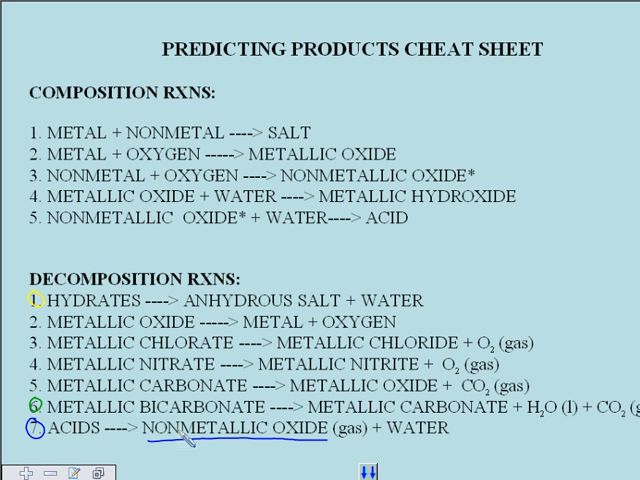 PREDICTING PRODUCTS CHEAT SHEET
COMPOSITION RXNS:
1. METAL + NONMETAL ----> SALT
2. METAL + OXYGEN -----> METALLIC OXIDE
3. NONMETAL + OXYGEN ----> NONMETALLIC OXIDE*
4. METALLIC OXIDE + WATER ----> METALLIC HYDROXIDE
5. NONMETALLIC OXIDE* + WATER----> ACID
DECOMPOSITION RXNS:
1. HYDRATES ----> ANHYDROUS SALT + WATER
2. METALLIC OXIDE -----> METAL + OXYGEN
3. METALLIC CHLORATE ----> METALLIC CHLORIDE + O₂ (gas)
4. METALLIC NITRATE ----> METALLIC NITRITE + O₂ (gas)
5. METALLIC CARBONATE ----> METALLIC OXIDE + CO₂ (gas)
6. METALLIC BICARBONATE ----> METALLIC CARBONATE + H₂O (l) + CO₂ (g
7. ACIDS ----> NONMETALLIC OXIDE (gas) + WATER